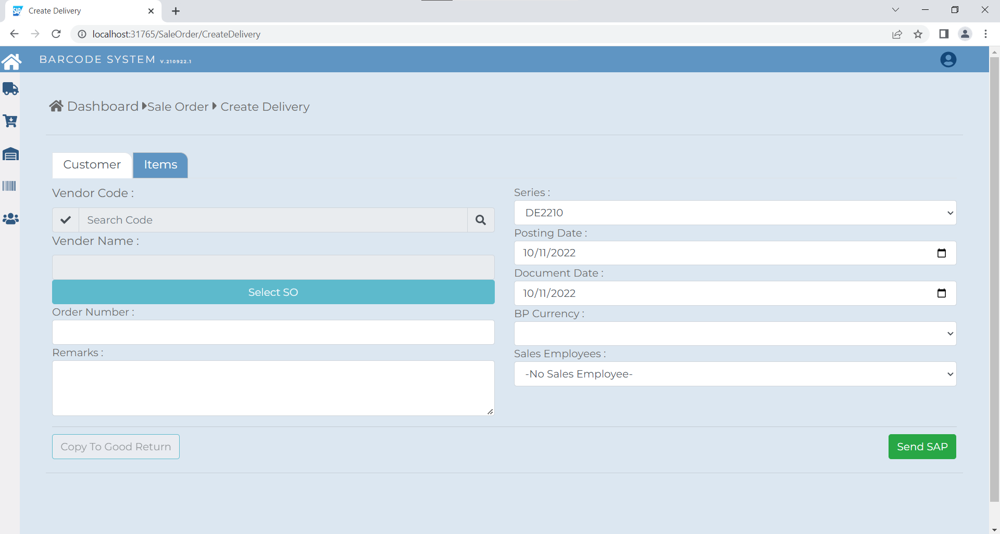 SAP Create Delivery
localhost:31765/SaleOrder/CreateDelivery
BARCODE SYSTEM V.210922.1
Dashboard Sale Order Create Delivery
Customer Items
Vendor Code :
Search Code
Vender Name :
Select SO
Order Number :
Remarks :
Series :
DE2210
Posting Date :
10/11/2022
Document Date :
10/11/2022
BP Currency :
Sales Employees :
-No Sales Employee-
Copy To Good Return
Send SAP